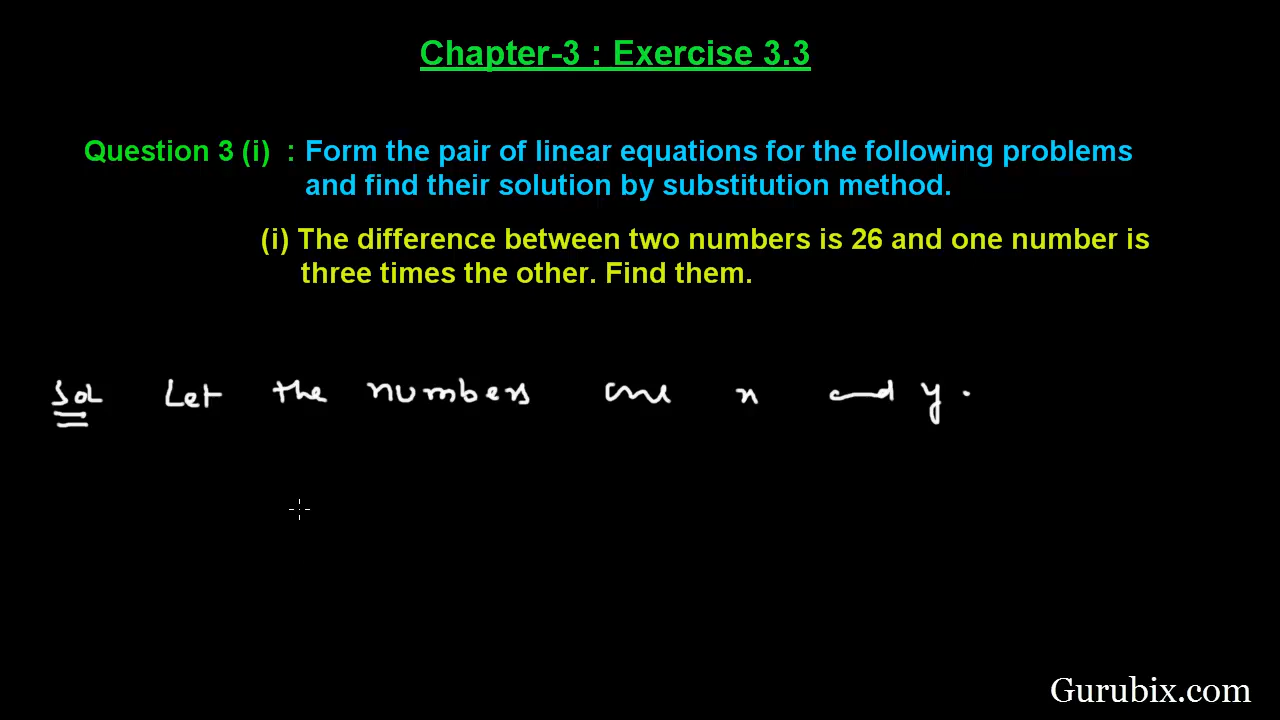 Chapter-3 : Exercise 3.3
Question 3 (i) : Form the pair of linear equations for the following problems
and find their solution by substitution method.
(i) The difference between two numbers is 26 and one number is
three times the other. Find them.
Sol Let the numbers are x and y.
Gurubix.com